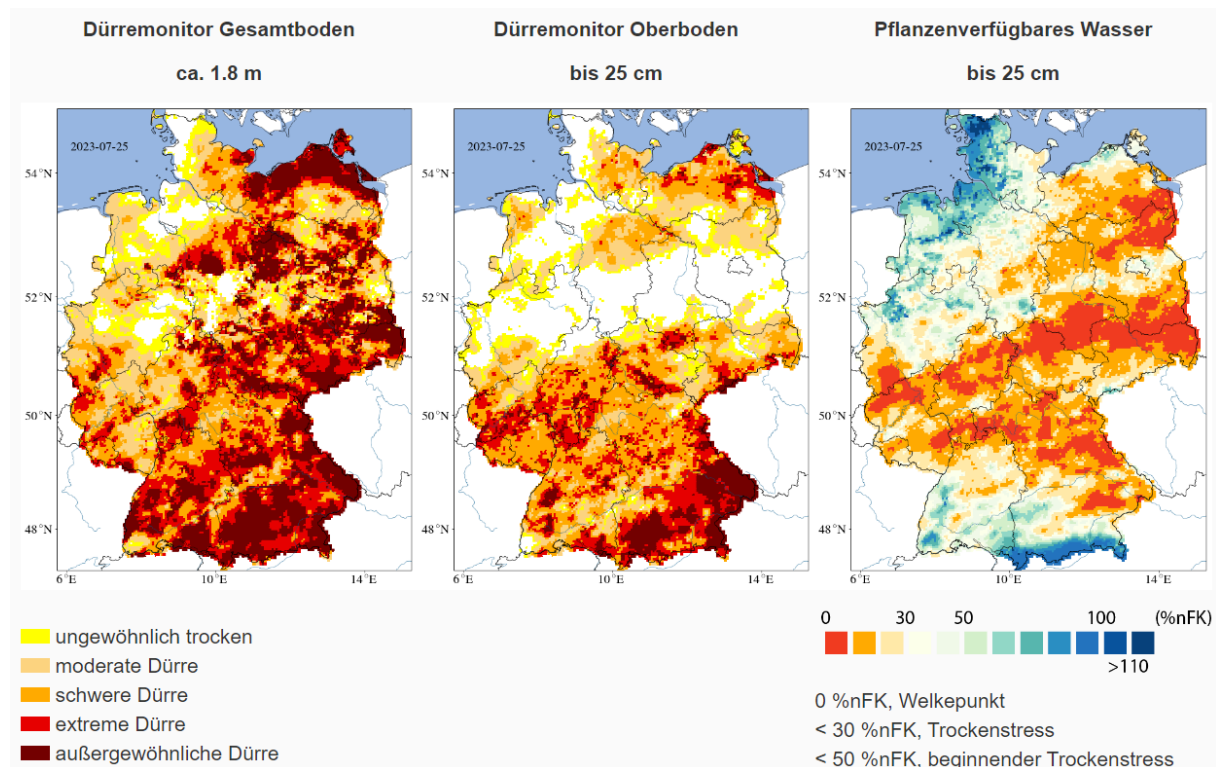 Dürremonitor Gesamtboden
ca. 1.8 m
Dürremonitor Oberboden
bis 25 cm
Pflanzenverfügbares Wasser
bis 25 cm
2023-07-25
54°N
52°N
50°N
48°N
6°E
10°E
14°E
2023-07-25
54°N
52°N
50°N
48°N
6°E
10°E
14°E
2023-07-25
54°N
52°N
50°N
48°N
6°E
10°E
14°E
ungewöhnlich trocken
moderate Dürre
schwere Dürre
extreme Dürre
außergewöhnliche Dürre
0 30 50 100 (%nFK)
>110
0 %nFK, Welkepunkt
< 30 %nFK, Trockenstress
< 50 %nFK, beginnender Trockenstress